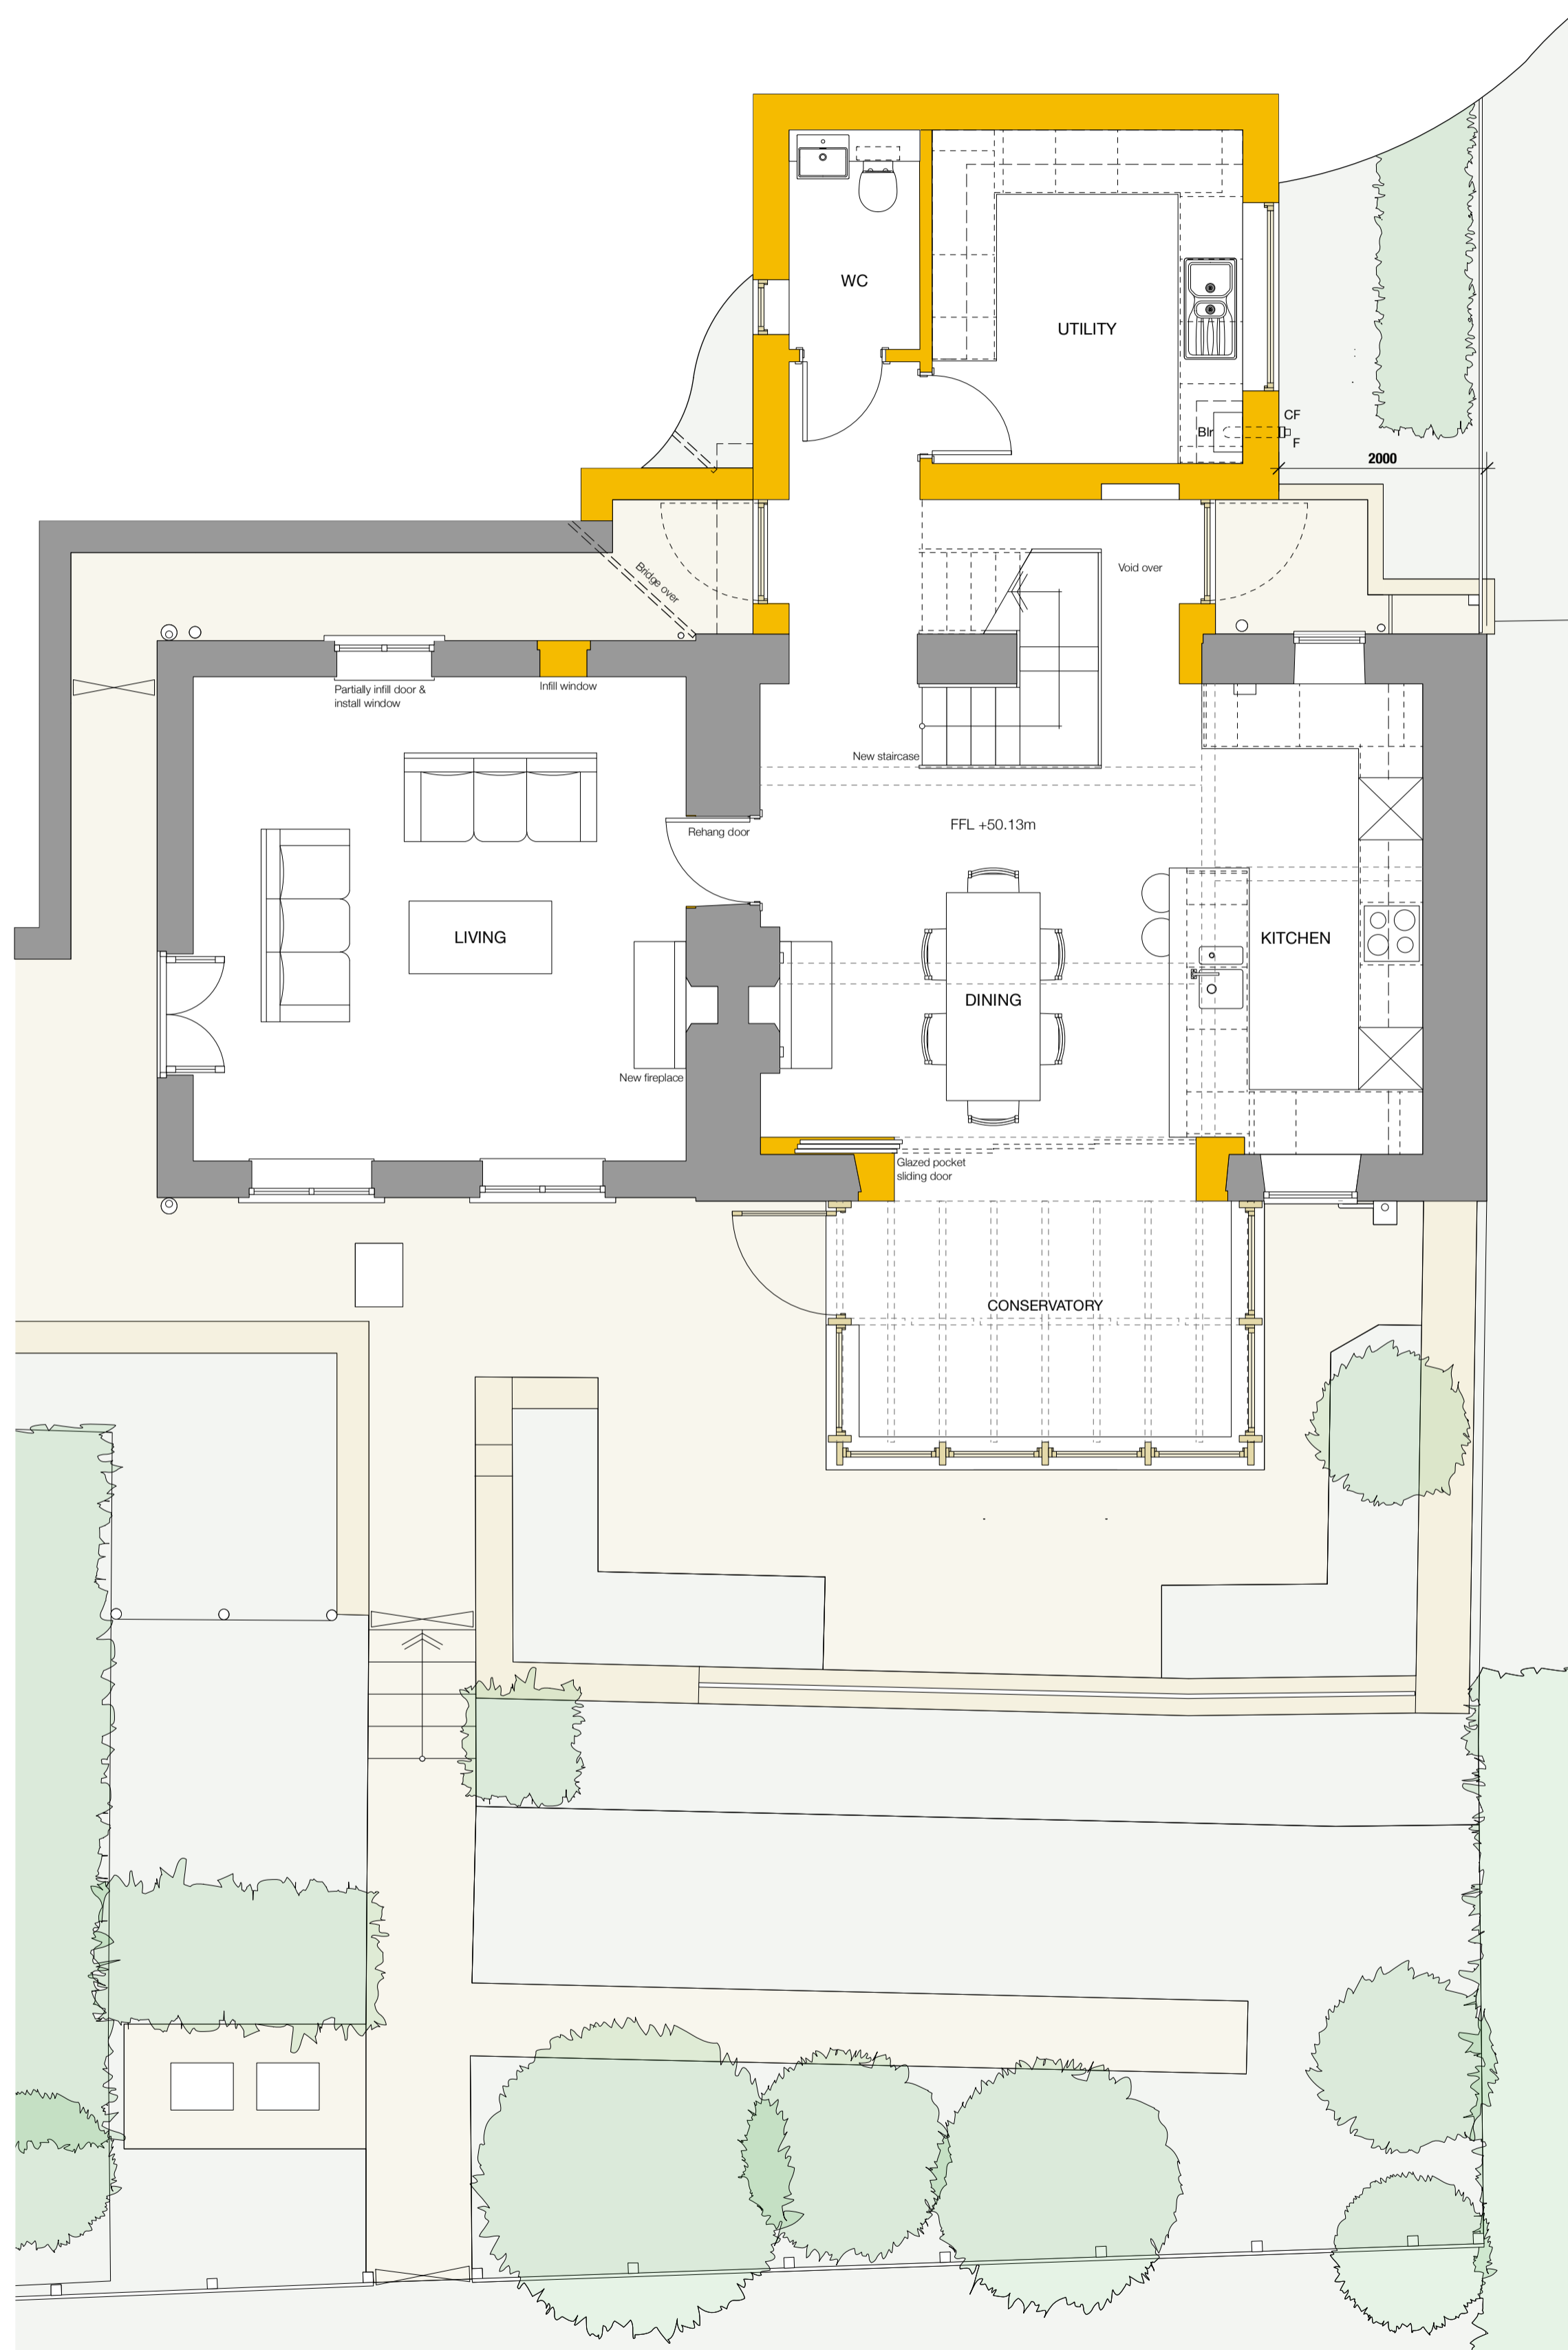 WC
UTILITY
CF
Blr
F
2000
Bridge over
Void over
Partially infill door &
install window
Infill window
New staircase
Rehang door
FFL +50.13m
LIVING
KITCHEN
DINING
New fireplace
Glazed pocket
sliding door
CONSERVATORY